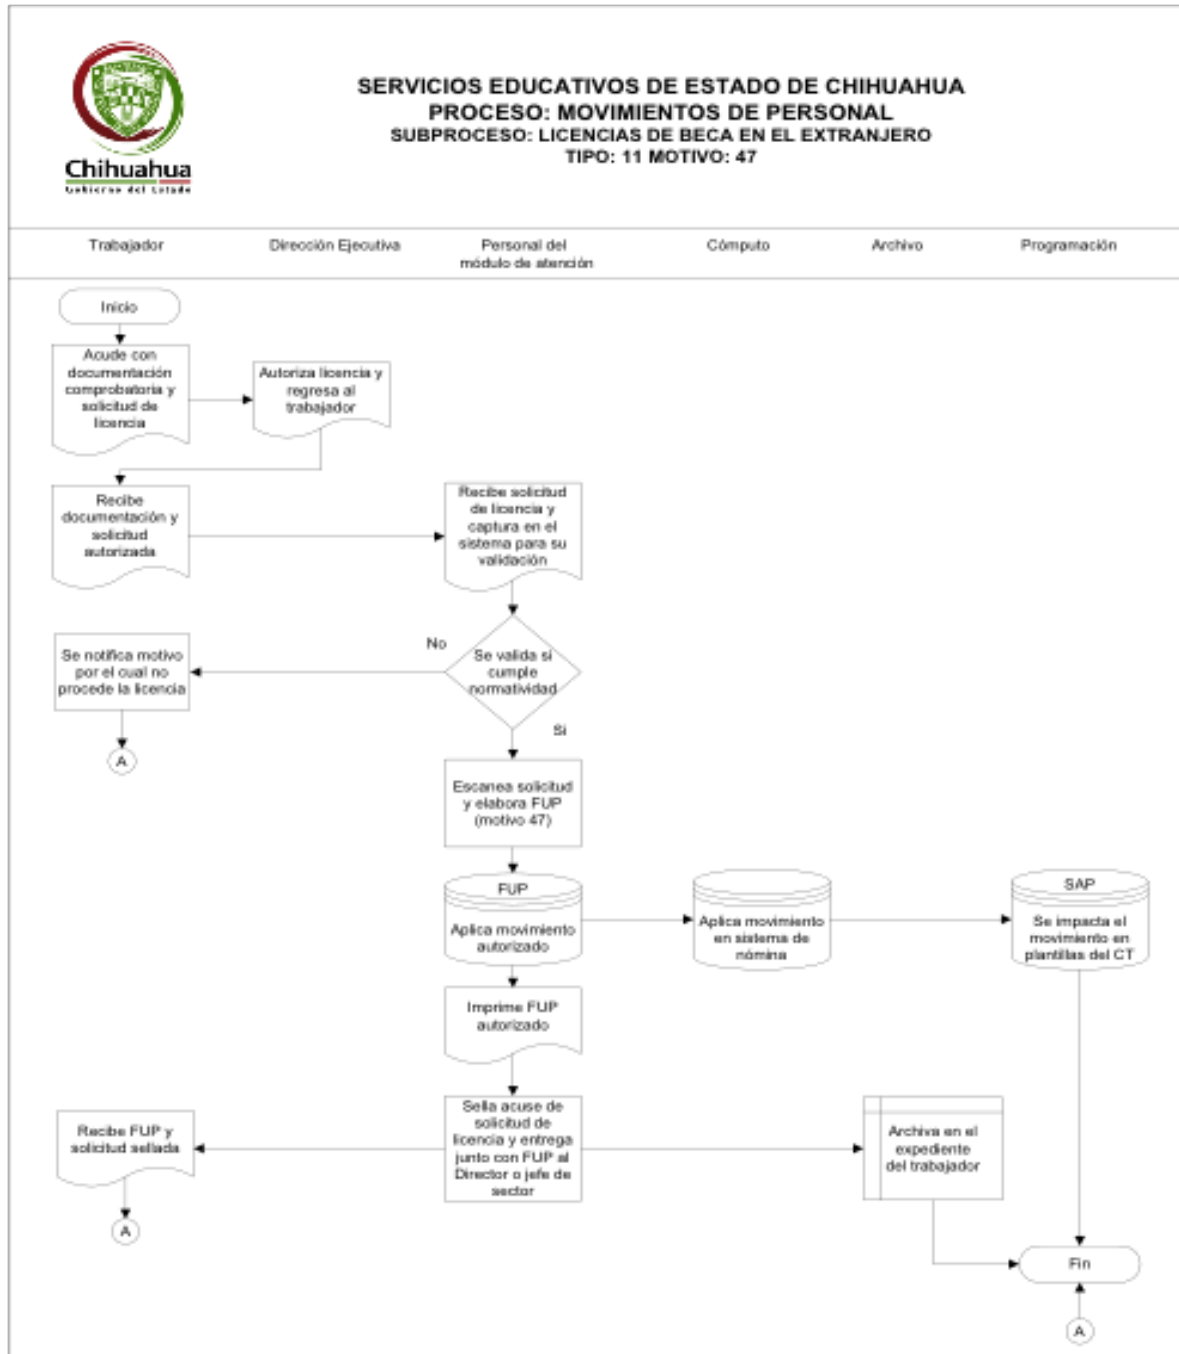 SERVICIOS EDUCATIVOS DE ESTADO DE CHIHUAHUA
PROCESO: MOVIMIENTOS DE PERSONAL
SUBPROCESO: LICENCIAS DE BECA EN EL EXTRANJERO
TIPO: 11 MOTIVO: 47
Chihuahua
Gobierno del Estado
Trabajador
Dirección Ejecutiva
Personal del
módulo de atención
Cómputo
Archivo
Programación
Inicio
Acude con
documentación
comprobatoria y
solicitud de
licencia
Autoriza licencia y
regresa al
trabajador
Recibe
documentación y
solicitud
autorizada
Recibe solicitud
de licencia y
captura en el
sistema para su
validación
No
Se valida si
cumple
normatividad
Si
Se notifica motivo
por el cual no
procede la licencia
A
Escanea solicitud
y elabora FUP
(motivo 47)
FUP
Aplica movimiento
autorizado
Aplica movimiento
en sistema de
nómina
SAP
Se impacta el
movimiento en
plantillas del CT
Imprime FUP
autorizado
Sella acuse de
solicitud de
licencia y entrega
junto con FUP al
Director o jefe de
sector
Recibe FUP y
solicitud sellada
A
Archiva en el
expediente
del trabajador
Fin
A